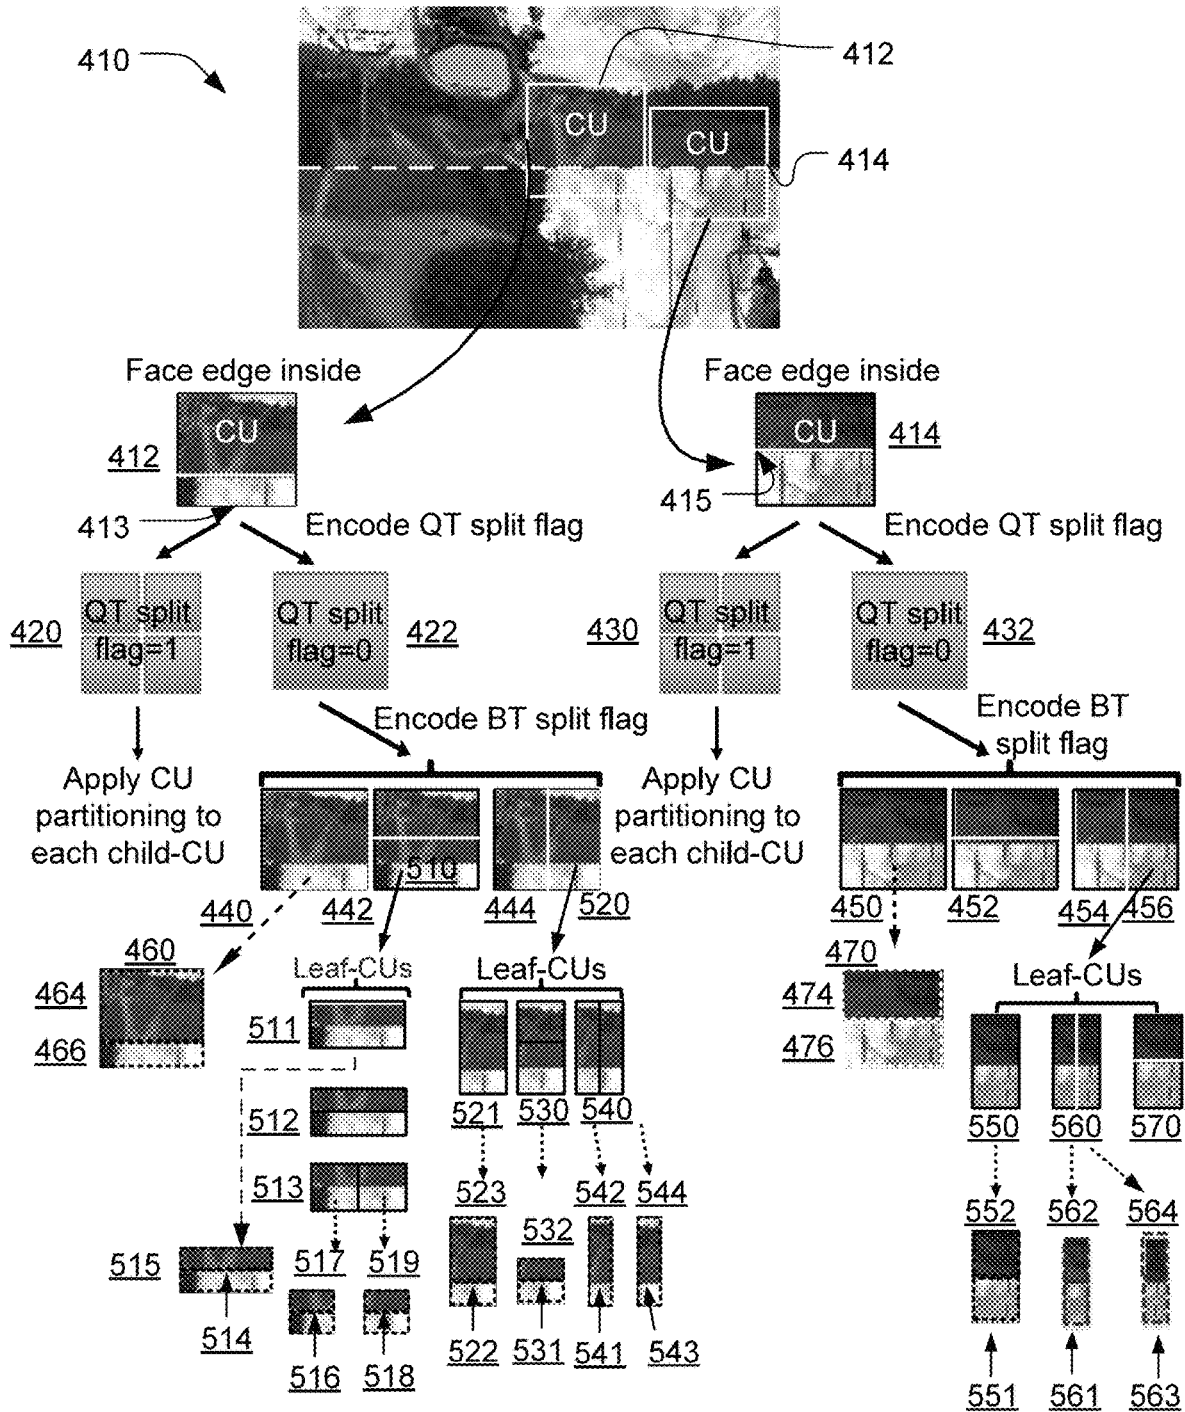 410
412
CU
CU
414
Face edge inside
Face edge inside
CU
412
413
CU
414
415
Encode QT split flag
Encode QT split flag
420
QT split
flag=1
QT split
flag=0
422
430
QT split
flag=1
QT split
flag=0
432
Encode BT split flag
Encode BT
split flag
Apply CU
partitioning to
each child-CU
Apply CU
partitioning to
each child-CU
510
440
442
444
520
450
452
454
456
460
464
466
Leaf-CUs
Leaf-CUs
470
474
476
Leaf-CUs
511
512
513
521
530
540
550
560
570
515
517
519
523
532
542
544
552
562
564
514
516
518
522
531
541
543
551
561
563